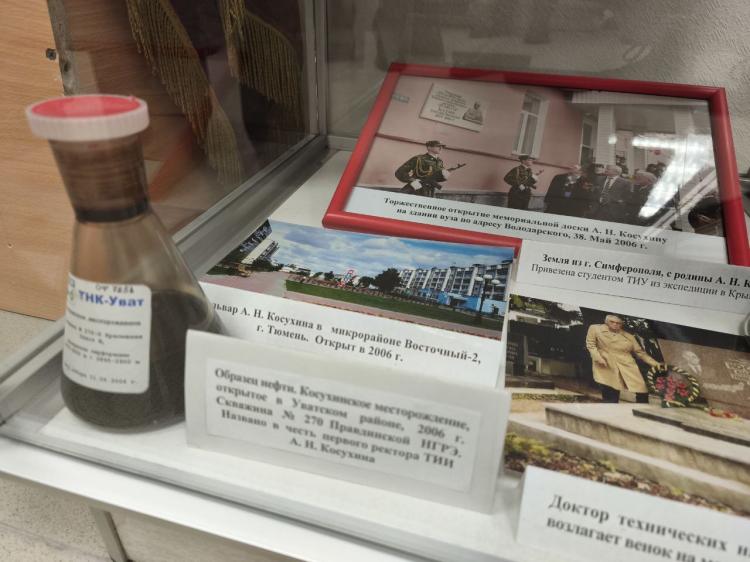 Торжественное открытие мемориальной доски А. Н. Косухину
на здании вуза по адресу Володарского, 38. Май 2006 г.
Земля из г. Симферополя, с родины А. Н. К
Привезена студентом ТИУ из экспедиции в Кры
львар А. Н. Косухина в микрорайоне Восточный-2,
г. Тюмень. Открыт в 2006 г.
ТНК-Уват
Образец нефти. Косухинское месторождение,
открытое в Уватском районе, 2006 г.
Скважина № 270 Правдинской НГРЭ.
Названо в честь первого ректора ТИИ
А. Н. Косухина
Доктор технических н
возлагает венок на м